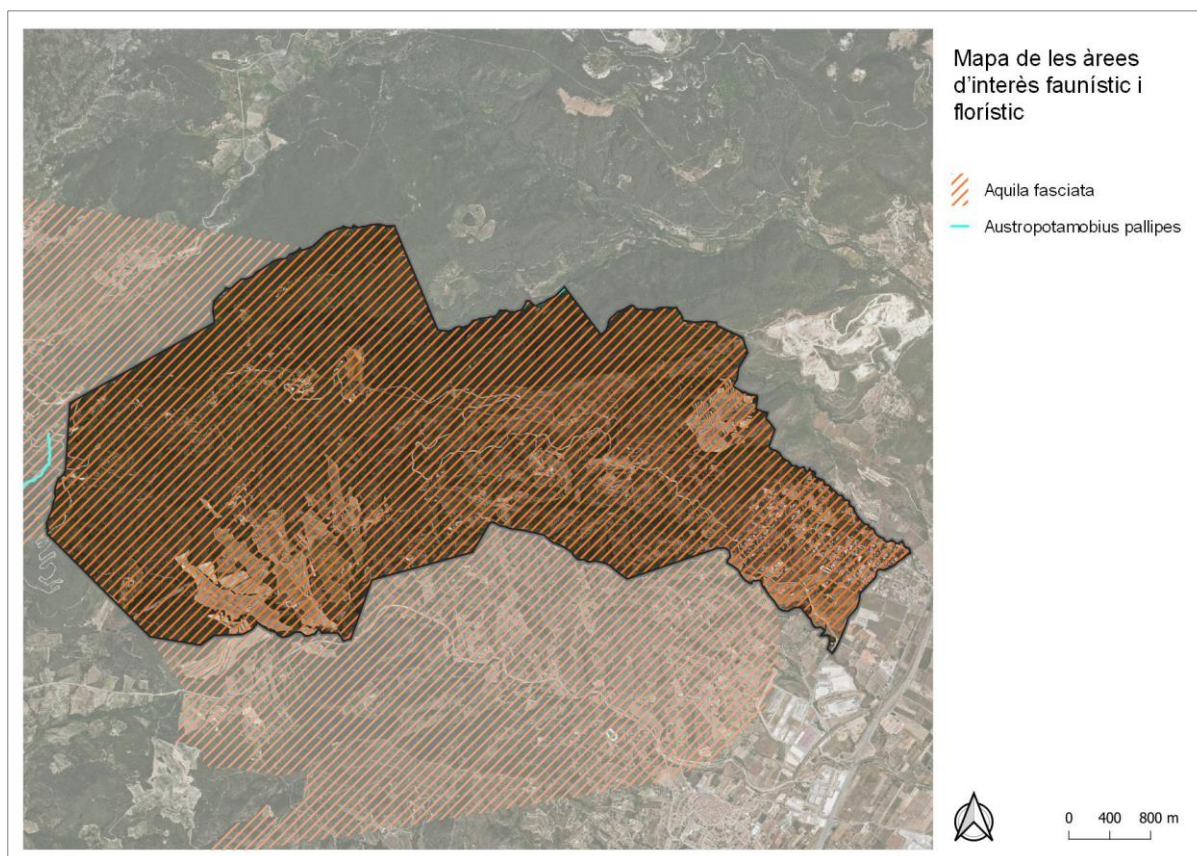 Mapa de les àrees
d'interès faunístic i
florístic
Aquila fasciata
Austropotamobius pallipes
0 400 800 m